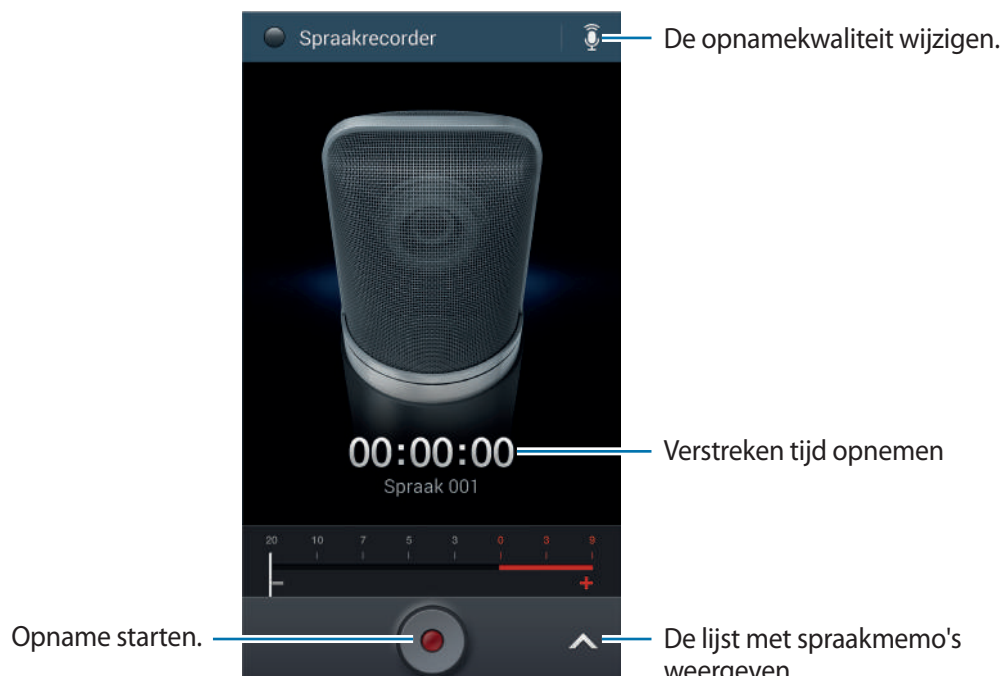 Spraakrecorder
De opnamekwaliteit wijzigen.
00:00:00
Verstreken tijd opnemen
Spraak 001
20 10 7 5 3 0 3 9
- +
Opname starten.
De lijst met spraakmemo's
weergeven